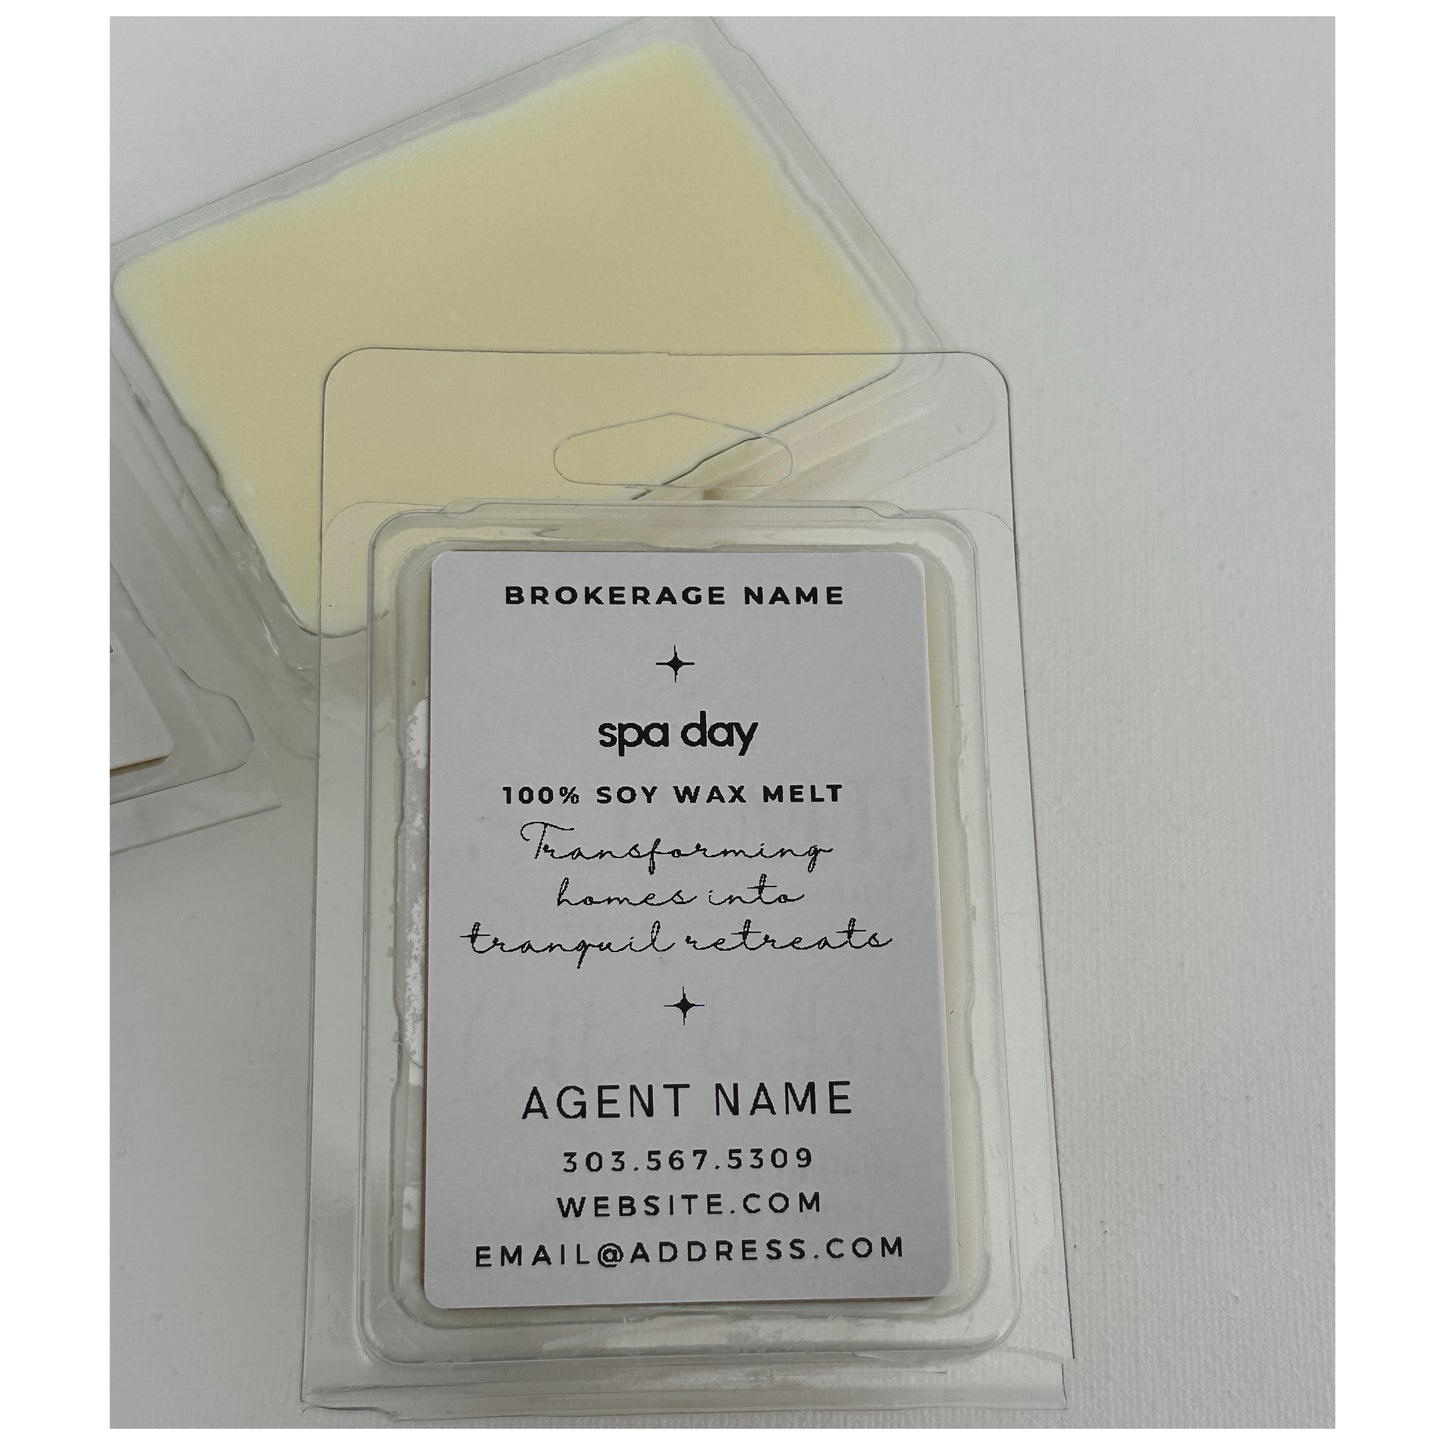 BROKERAGE NAME
spa day
100% SOY WAX MELT
Transforming
homes into
tranquil retreats
AGENT NAME
303.567.5309
WEBSITE.COM
EMAIL@ADDRESS.COM